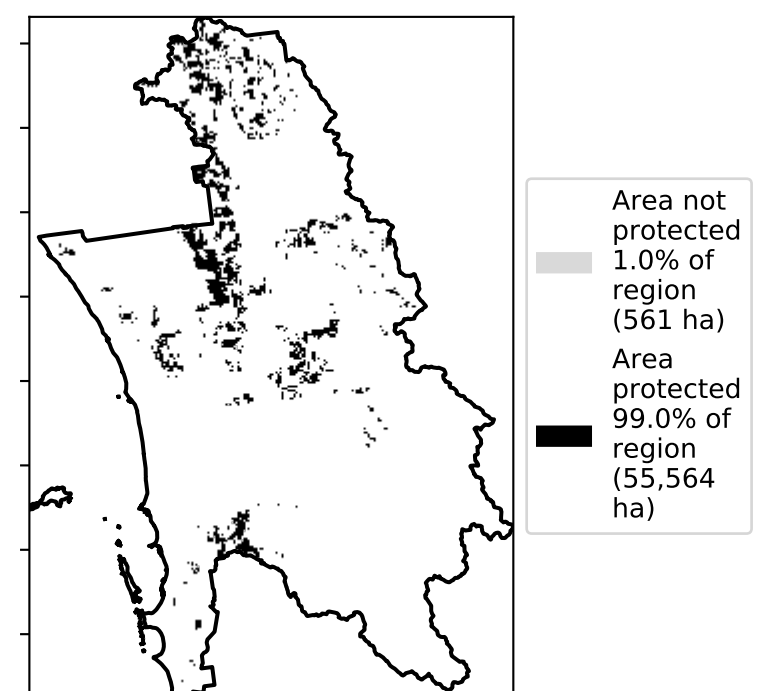 Area not
protected
1.0% of
region
(561 ha)
Area
protected
99.0% of
region
(55,564
ha)